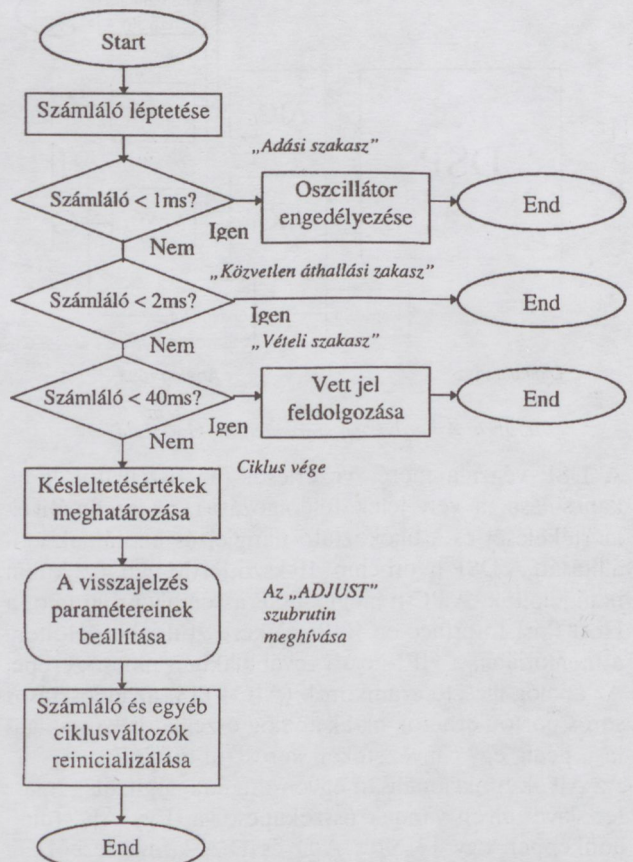 Start
Számláló léptetése
„Adási szakasz”
Számláló < 1ms?
Igen
Oszcillátor
engedélyezése
End
Nem
„Közvetlen áthallási zakasz”
Számláló < 2ms?
Igen
End
Nem
„Vételi szakasz”
Számláló < 40ms?
Igen
Vett jel
feldolgozása
End
Nem
Ciklus vége
Késleltetésértékek
meghatározása
A visszajelzés
paramétereinek
beállítása
Az „ADJUST”
szubrutin
meghívása
Számláló és egyéb
ciklusváltozók
reinicializálása
End